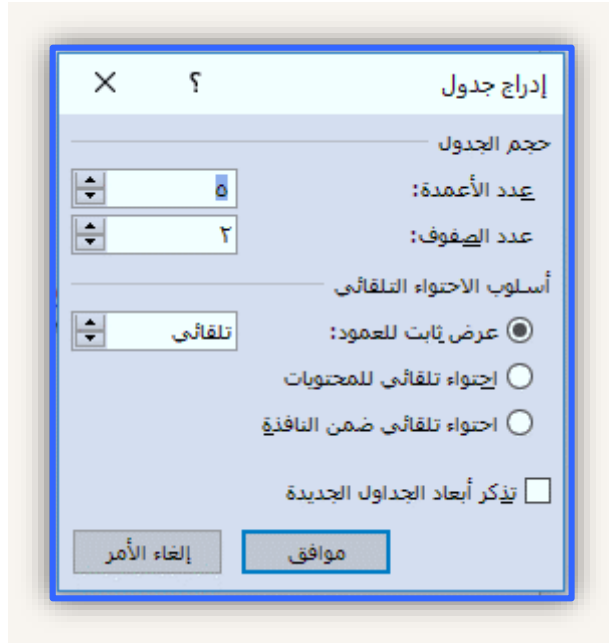 إدراج جدول ؟
حجم الجدول
عدد الأعمدة: ٥
عدد الصفوف: ٢
أسلوب الاحتواء التلقائي
عرض ثابت للعمود: تلقائي
احتواء تلقائي للمحتويات
احتواء تلقائي ضمن النافذة
تذكر أبعاد الجداول الجديدة
موافق إلغاء الأمر